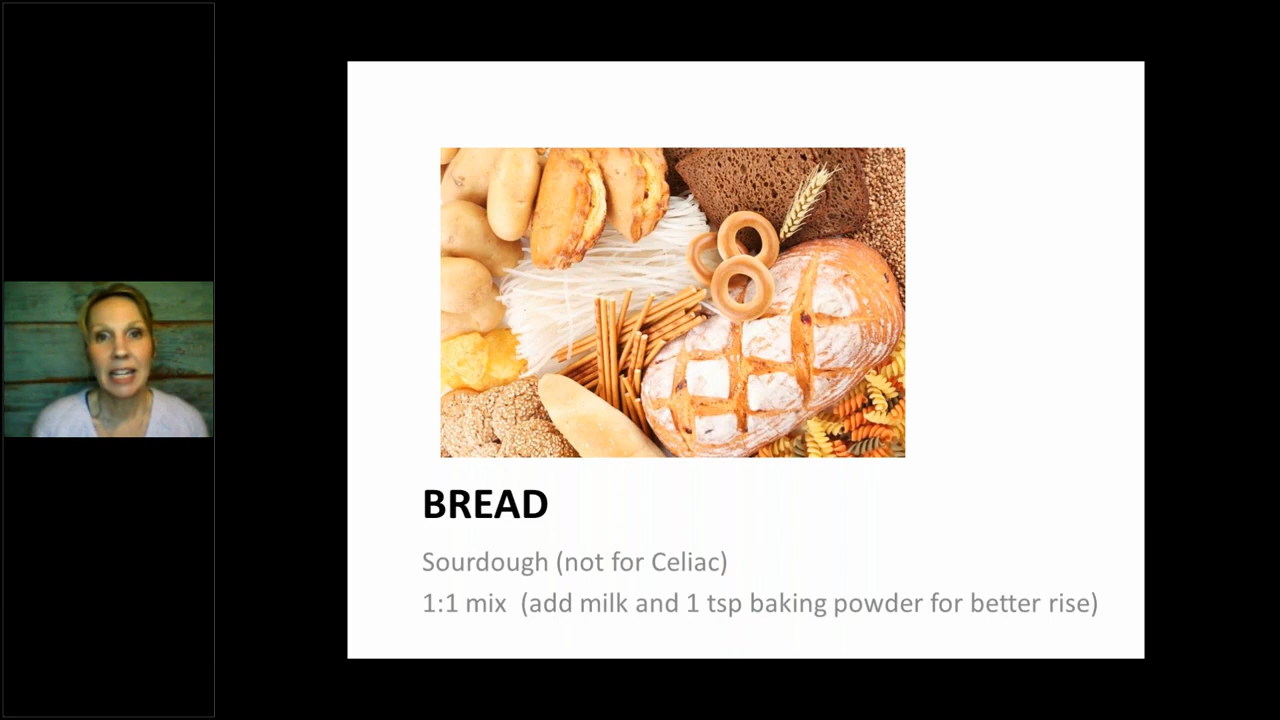 BREAD
Sourdough (not for Celiac)
1:1 mix  (add milk and 1 tsp baking powder for better rise)